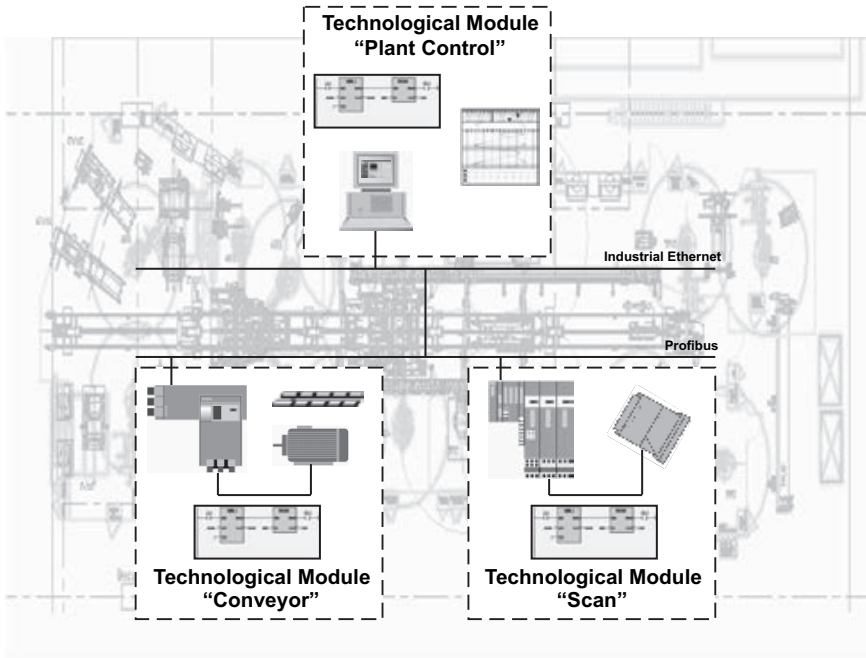 Technological Module
“Plant Control”
Industrial Ethernet
Profibus
Technological Module
“Conveyor”
Technological Module
“Scan”